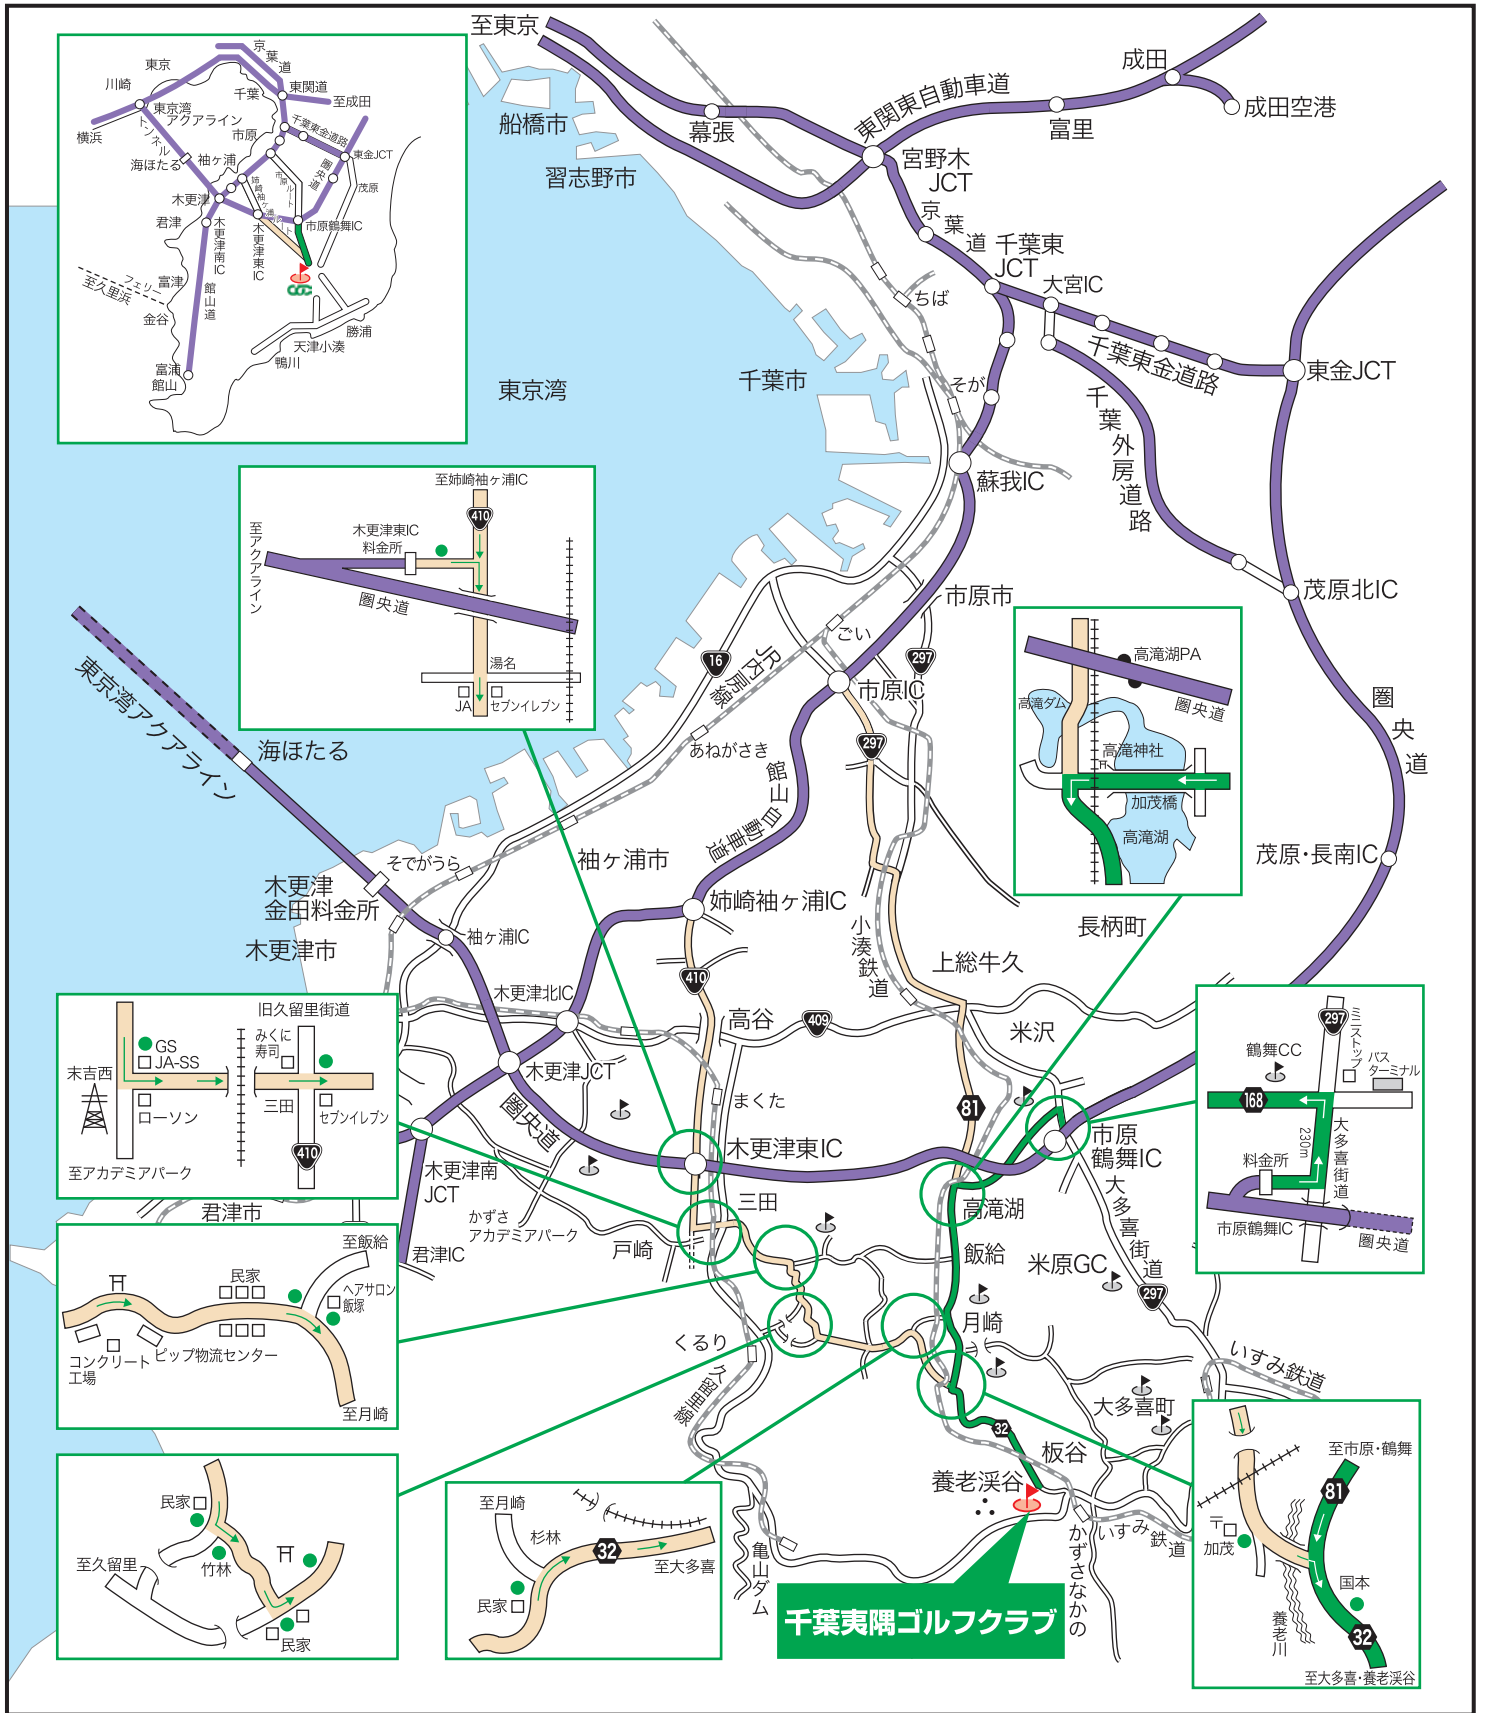 至東京
船橋市
習志野市
幕張
東関東自動車道
成田
成田空港
富里
宮野木
JCT
京葉道
千葉東
JCT
大宮IC
千葉東金道路
東金JCT
千葉外房道路
ちば
そが
蘇我IC
千葉市
東京湾
茂原北IC
市原市
圏央道
茂原・長南IC
ごい
市原IC
16
297
297
JR内房線
あねがさき
館山自動車道
東京湾アクアライン
海ほたる
木更津
金田料金所
木更津市
そでがうら
袖ヶ浦市
袖ヶ浦IC
姉崎袖ヶ浦IC
410
小湊鉄道
長柄町
上総牛久
木更津北IC
高谷
409
米沢
木更津JCT
圏央道
まくた
81
木更津東IC
市原
鶴舞IC
木更津南
JCT
君津市
君津IC
かずさ
アカデミアパーク
戸崎
三田
高滝湖
飯給
米原GC
大多喜街道
297
月崎
くるり
久留里線
いすみ鉄道
大多喜町
32
板谷
養老渓谷
亀山ダム
かずさなかの
いすみ鉄道
千葉夷隅ゴルフクラブ
京葉道
東京
川崎
千葉
東関道
至成田
横浜
東京湾
アクアライン
トンネル
市原
千葉東金道路
東金JCT
海ほたる
袖ヶ浦
圏央道
茂原
木更津
姉崎袖ヶ浦ルート
市原ルート
君津
木更津南IC
木更津東IC
市原鶴舞IC
フェリー
至久里浜
富津
金谷
館山道
勝浦
天津小湊
鴨川
富浦
館山
至姉崎袖ヶ浦IC
410
至アクアライン
木更津東IC
料金所
圏央道
湯名
JA
セブンイレブン
高滝湖PA
圏央道
高滝ダム
高滝神社
加茂橋
高滝湖
旧久留里街道
GS
JA-SS
みくに
寿司
末吉西
ローソン
三田
セブンイレブン
410
至アカデミアパーク
297
ミニストップ
鶴舞CC
バス
ターミナル
168
230m
大多喜街道
料金所
市原鶴舞IC
圏央道
至飯給
民家
ヘアサロン
飯塚
コンクリート
工場
ピップ物流センター
至月崎
民家
至久留里
竹林
民家
至月崎
杉林
32
至大多喜
民家
至市原・鶴舞
81
〒
加茂
国本
養老川
32
至大多喜・養老渓谷